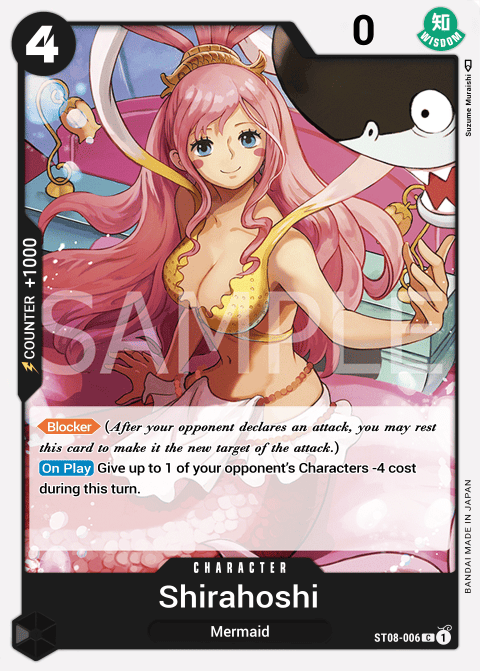 4
0
知
WISDOM
Suzume Muraishi
COUNTER +1000
SAMPLE
Blocker (After your opponent declares an attack, you may rest
this card to make it the new target of the attack.)
On Play Give up to 1 of your opponent's Characters -4 cost
during this turn.
BANDAI MADE IN JAPAN
CHARACTER
Shirahoshi
Mermaid
ST08-006 C 1